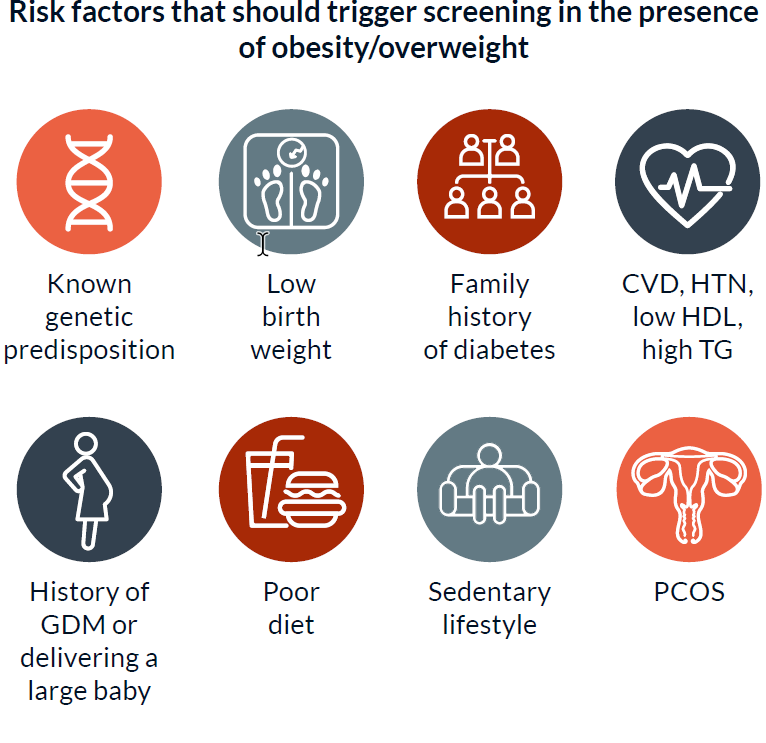 Risk factors that should trigger screening in the presence
of obesity/overweight
Known
genetic
predisposition
Low
birth
weight
Family
history
of diabetes
CVD, HTN,
low HDL,
high TG
History of
GDM or
delivering a
large baby
Poor
diet
Sedentary
lifestyle
PCOS